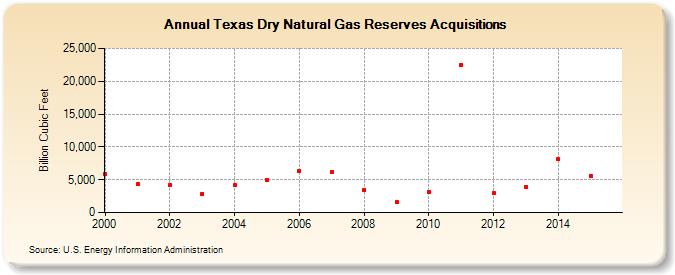 Annual Texas Dry Natural Gas Reserves Acquisitions
Billion Cubic Feet
25,000
20,000
15,000
10,000
5,000
0
2000 2002 2004 2006 2008 2010 2012 2014
Source: U.S. Energy Information Administration